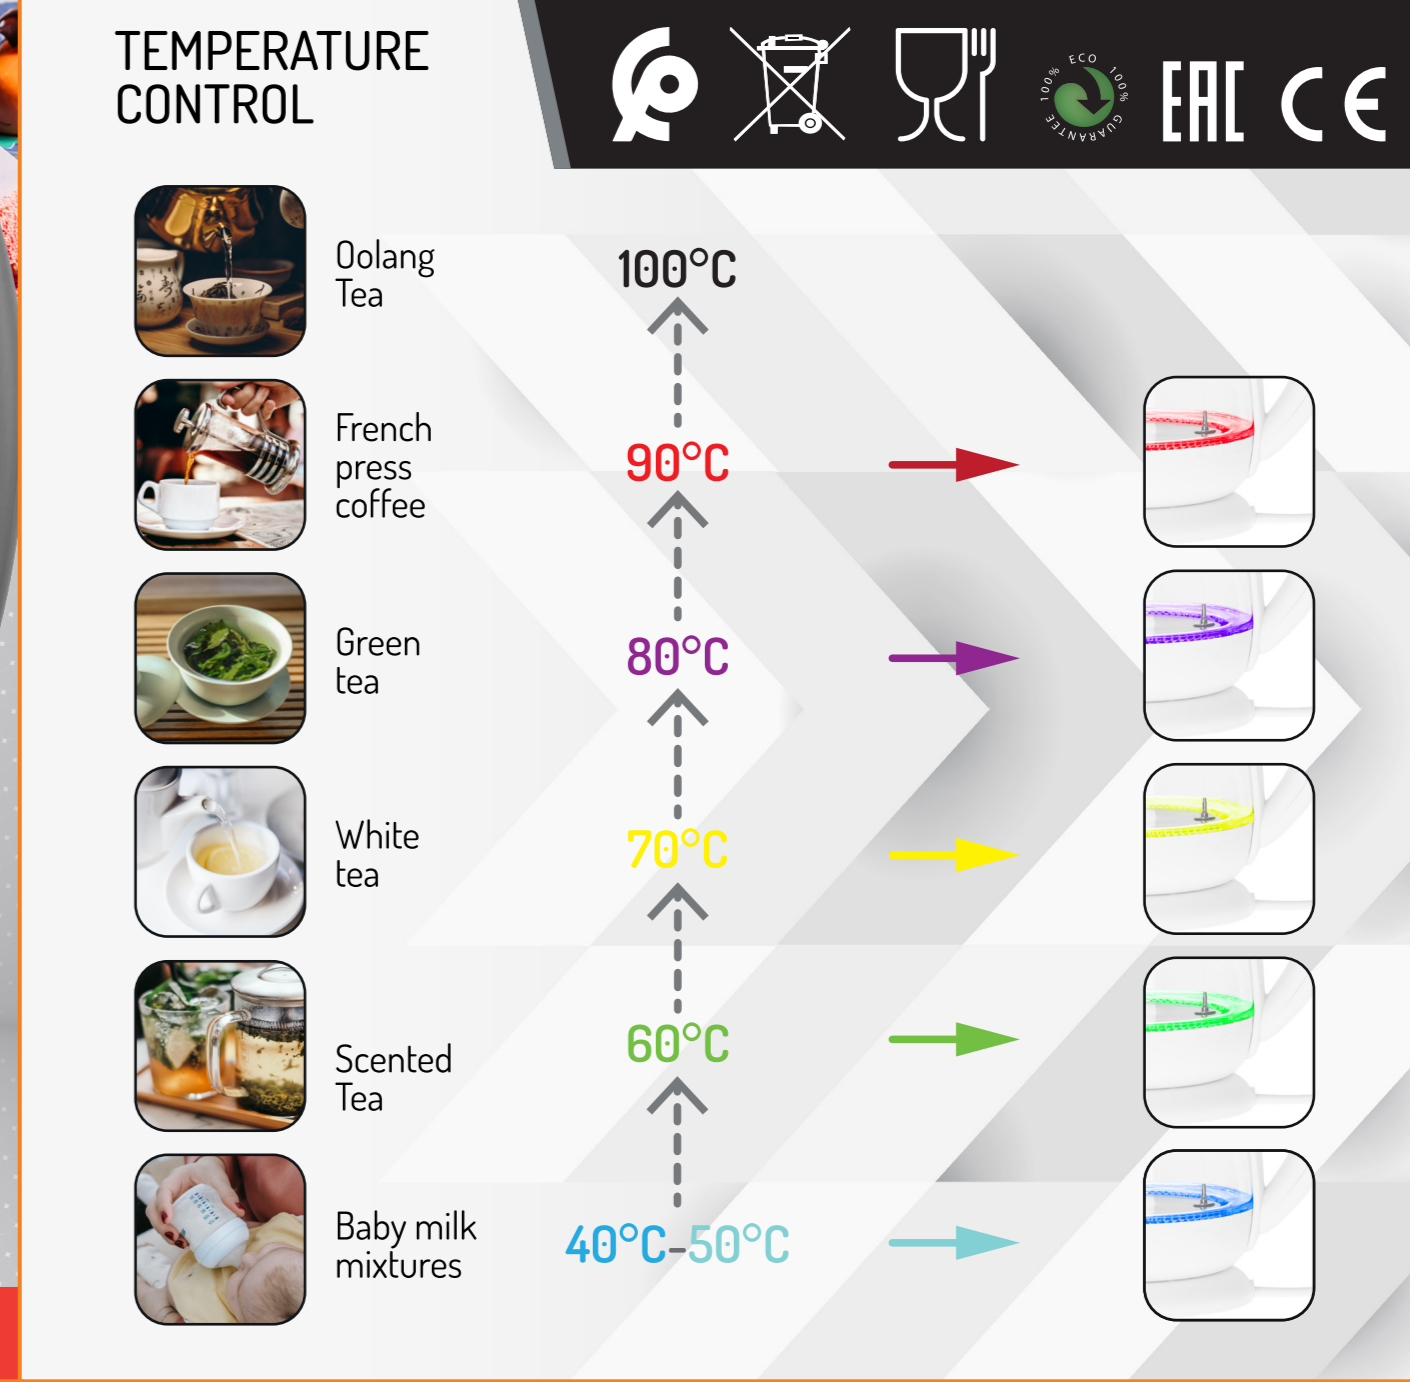 TEMPERATURE
CONTROL
100% ECO 100% GUARANTEE
EAC CE
Oolang
Tea
100°C
French
press
coffee
90°C
Green
tea
80°C
White
tea
70°C
Scented
Tea
60°C
Baby milk
mixtures
40°C-50°C